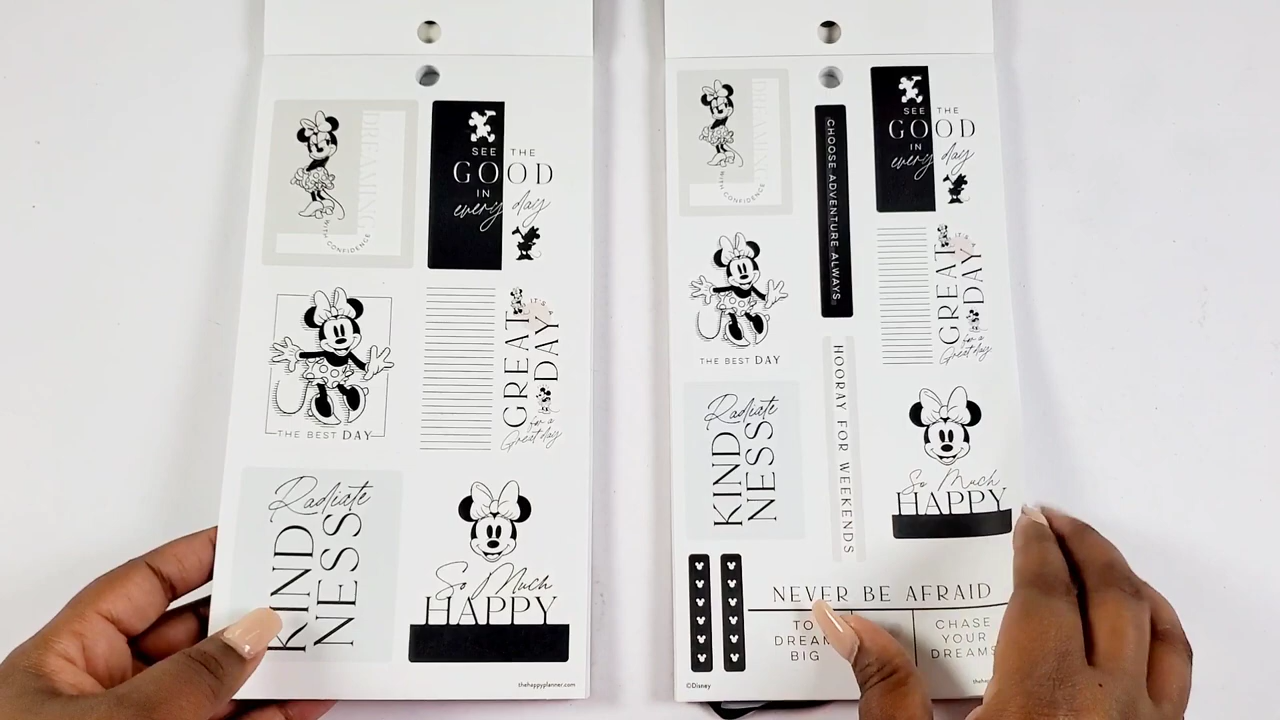 DREAMING
WITH CONFIDENCE
SEE THE
GOOD
IN
every day
THE BEST DAY
IT'S A
GREAT
DAY
for a
Great day
Radiate
KIND
NESS
So Much
HAPPY
thehappyplanner.com
DREAMING
WITH CONFIDENCE
CHOOSE ADVENTURE ALWAYS
SEE THE
GOOD
IN
every day
THE BEST DAY
IT'S A
GREAT
DAY
for a
Great day
Radiate
KIND
NESS
HOORAY FOR WEEKENDS
So Much
HAPPY
NEVER BE AFRAID
TO
DREAM
BIG
CHASE
YOUR
DREAMS
©Disney